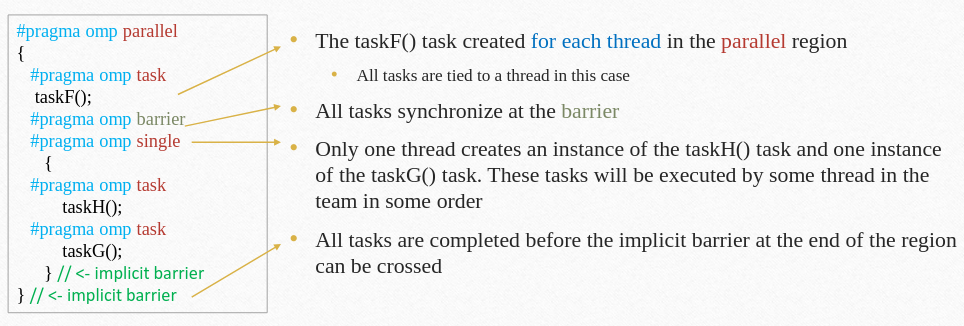 #pragma omp parallel
{
#pragma omp task
taskF();
#pragma omp barrier
#pragma omp single
{
#pragma omp task
taskH();
#pragma omp task
taskG();
} // <- implicit barrier
} // <- implicit barrier
• The taskF() task created for each thread in the parallel region
• All tasks are tied to a thread in this case
• All tasks synchronize at the barrier
• Only one thread creates an instance of the taskH() task and one instance
of the taskG() task. These tasks will be executed by some thread in the
team in some order
• All tasks are completed before the implicit barrier at the end of the region
can be crossed